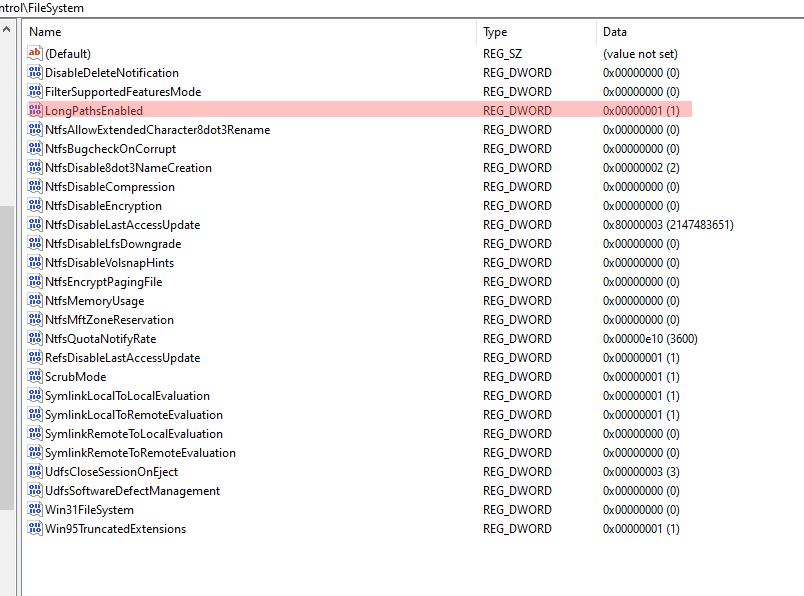 ntrol\FileSystem
Name Type Data
ab (Default) REG_SZ (value not set)
DisableDeleteNotification REG_DWORD 0x00000000 (0)
FilterSupportedFeaturesMode REG_DWORD 0x00000000 (0)
LongPathsEnabled REG_DWORD 0x00000001 (1)
NtfsAllowExtendedCharacter8dot3Rename REG_DWORD 0x00000000 (0)
NtfsBugcheckOnCorrupt REG_DWORD 0x00000000 (0)
NtfsDisable8dot3NameCreation REG_DWORD 0x00000002 (2)
NtfsDisableCompression REG_DWORD 0x00000000 (0)
NtfsDisableEncryption REG_DWORD 0x00000000 (0)
NtfsDisableLastAccessUpdate REG_DWORD 0x80000003 (2147483651)
NtfsDisableLfsDowngrade REG_DWORD 0x00000000 (0)
NtfsDisableVolsnapHints REG_DWORD 0x00000000 (0)
NtfsEncryptPagingFile REG_DWORD 0x00000000 (0)
NtfsMemoryUsage REG_DWORD 0x00000000 (0)
NtfsMftZoneReservation REG_DWORD 0x00000000 (0)
NtfsQuotaNotifyRate REG_DWORD 0x00000e10 (3600)
RefsDisableLastAccessUpdate REG_DWORD 0x00000001 (1)
ScrubMode REG_DWORD 0x00000001 (1)
SymlinkLocalToLocalEvaluation REG_DWORD 0x00000001 (1)
SymlinkLocalToRemoteEvaluation REG_DWORD 0x00000001 (1)
SymlinkRemoteToLocalEvaluation REG_DWORD 0x00000000 (0)
SymlinkRemoteToRemoteEvaluation REG_DWORD 0x00000000 (0)
UdfsCloseSessionOnEject REG_DWORD 0x00000003 (3)
UdfsSoftwareDefectManagement REG_DWORD 0x00000000 (0)
Win31FileSystem REG_DWORD 0x00000000 (0)
Win95TruncatedExtensions REG_DWORD 0x00000001 (1)